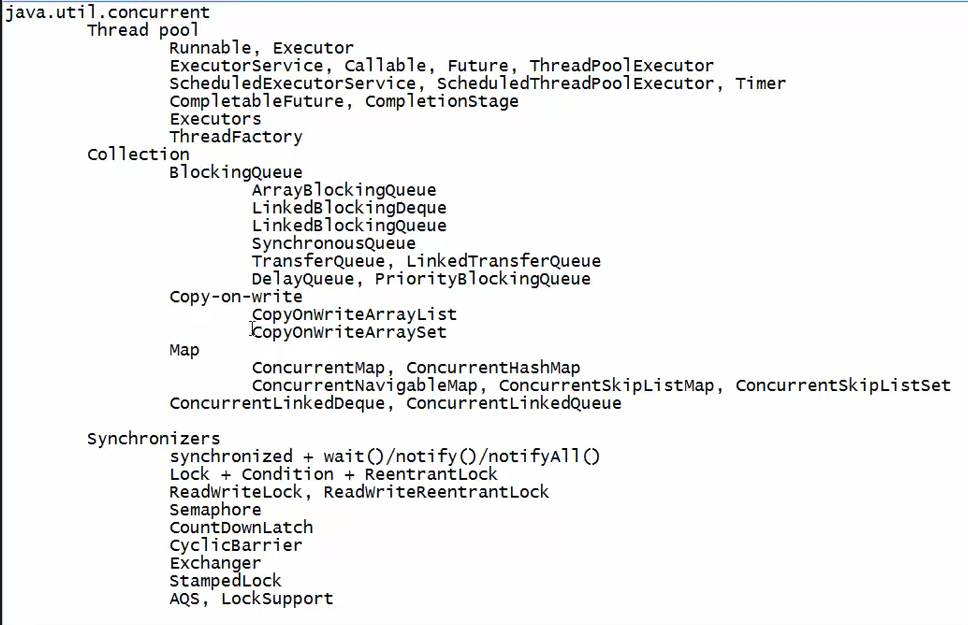 java.util.concurrent
Thread pool
Runnable, Executor
ExecutorService, Callable, Future, ThreadPoolExecutor
ScheduledExecutorService, ScheduledThreadPoolExecutor, Timer
CompletableFuture, CompletionStage
Executors
ThreadFactory
Collection
BlockingQueue
ArrayBlockingQueue
LinkedBlockingDeque
LinkedBlockingQueue
SynchronousQueue
TransferQueue, LinkedTransferQueue
DelayQueue, PriorityBlockingQueue
Copy-on-write
CopyOnWriteArrayList
CopyOnWriteArraySet
Map
ConcurrentMap, ConcurrentHashMap
ConcurrentNavigableMap, ConcurrentSkipListMap, ConcurrentSkipListSet
ConcurrentLinkedDeque, ConcurrentLinkedQueue
Synchronizers
synchronized + wait()/notify()/notifyAll()
Lock + Condition + ReentrantLock
ReadWriteLock, ReadWriteReentrantLock
Semaphore
CountDownLatch
CyclicBarrier
Exchanger
StampedLock
AQS, LockSupport